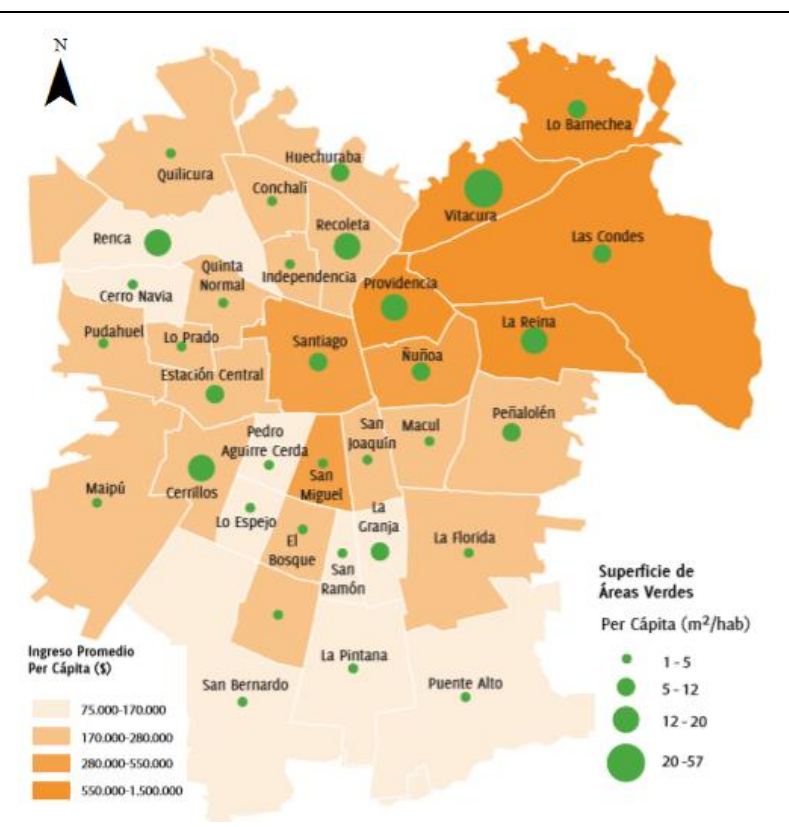 N
Lo Barnechea
Quilicura
Huechuraba
Conchalí
Vitacura
Renca
Recoleta
Las Condes
Quinta
Normal
Independencia
Providencia
Cerro Navia
Pudahuel
Lo Prado
Santiago
La Reina
Ñuñoa
Estación Central
Pedro
Aguirre Cerda
San
Joaquín
Macul
Peñalolén
Maipú
Cerrillos
San
Miguel
Lo Espejo
La
Granja
El
Bosque
La Florida
San
Ramón
La Pintana
San Bernardo
Puente Alto
Ingreso Promedio
Per Cápita ($)
75.000-170.000
170.000-280.000
280.000-550.000
550.000-1.500.000
Superficie de
Áreas Verdes
Per Cápita (m²/hab)
1 - 5
5 - 12
12 - 20
20 -57